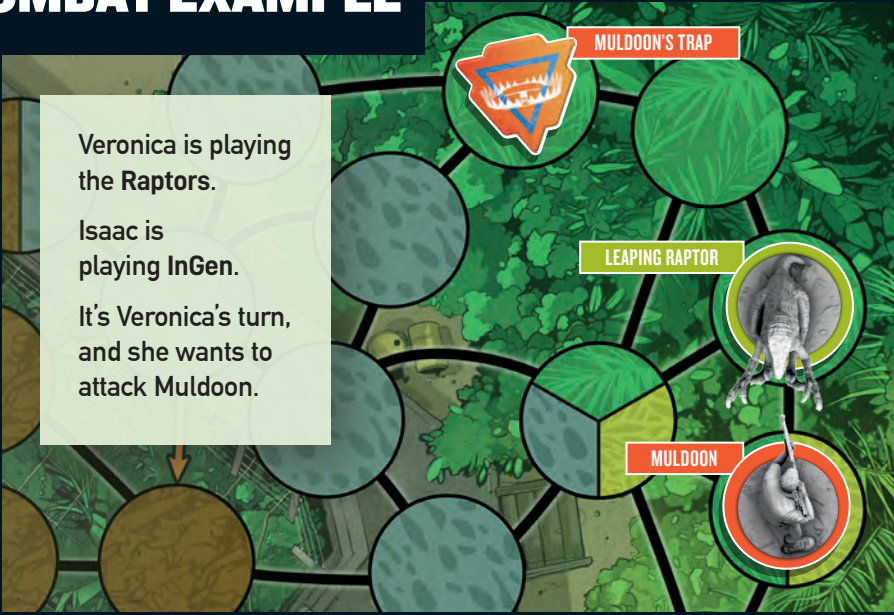 OMBAT EXAMPLE
MULDOON'S TRAP
Veronica is playing
the Raptors.
Isaac is
playing InGen.
It's Veronica's turn,
and she wants to
attack Muldoon.
LEAPING RAPTOR
MULDOON